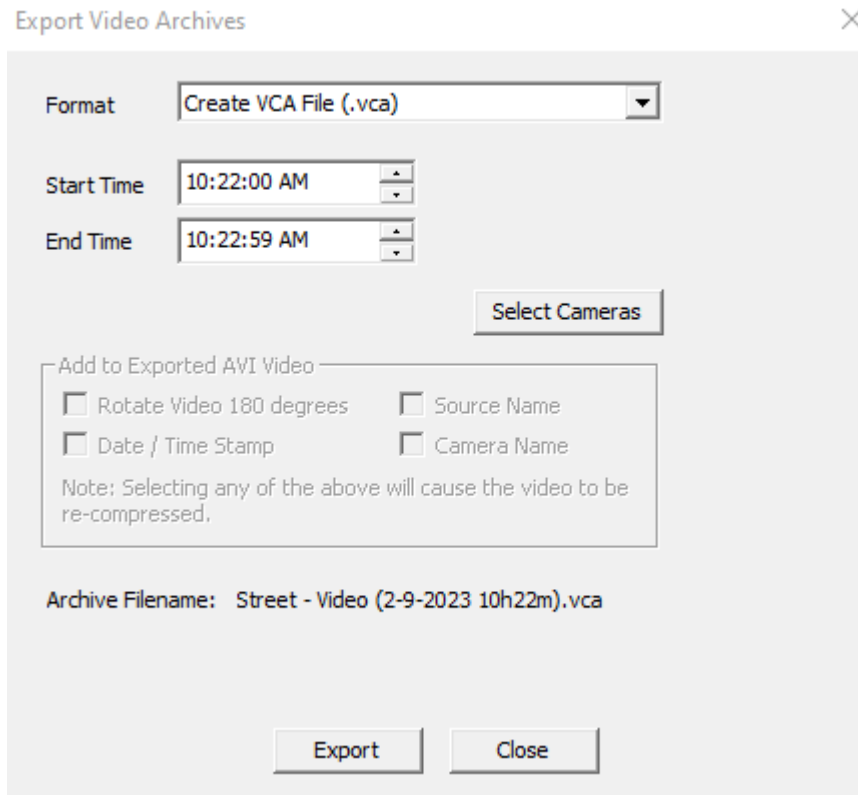 Export Video Archives
Format Create VCA File (.vca)
Start Time 10:22:00 AM
End Time 10:22:59 AM
Select Cameras
Add to Exported AVI Video
Rotate Video 180 degrees Source Name
Date / Time Stamp Camera Name
Note: Selecting any of the above will cause the video to be
re-compressed.
Archive Filename: Street - Video (2-9-2023 10h22m).vca
Export Close